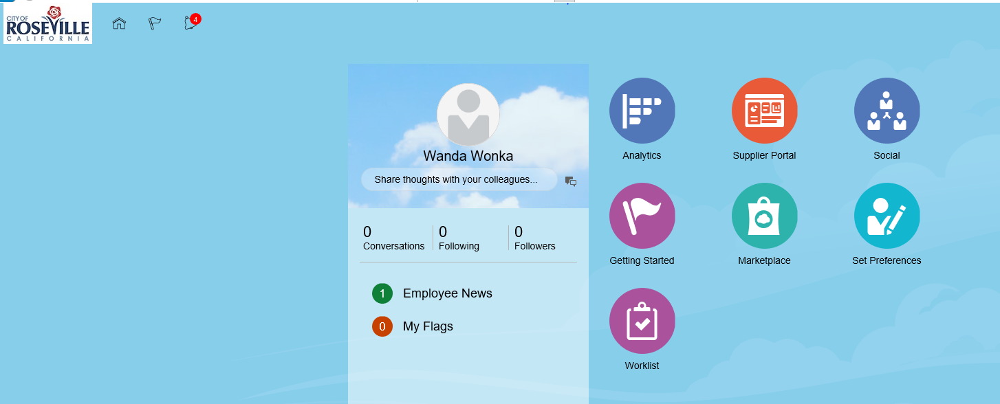 CITY OF
ROSEVILLE
CALIFORNIA
4
Wanda Wonka
Share thoughts with your colleagues...
0
Conversations
0
Following
0
Followers
1 Employee News
0 My Flags
Analytics
Supplier Portal
Social
Getting Started
Marketplace
Set Preferences
Worklist